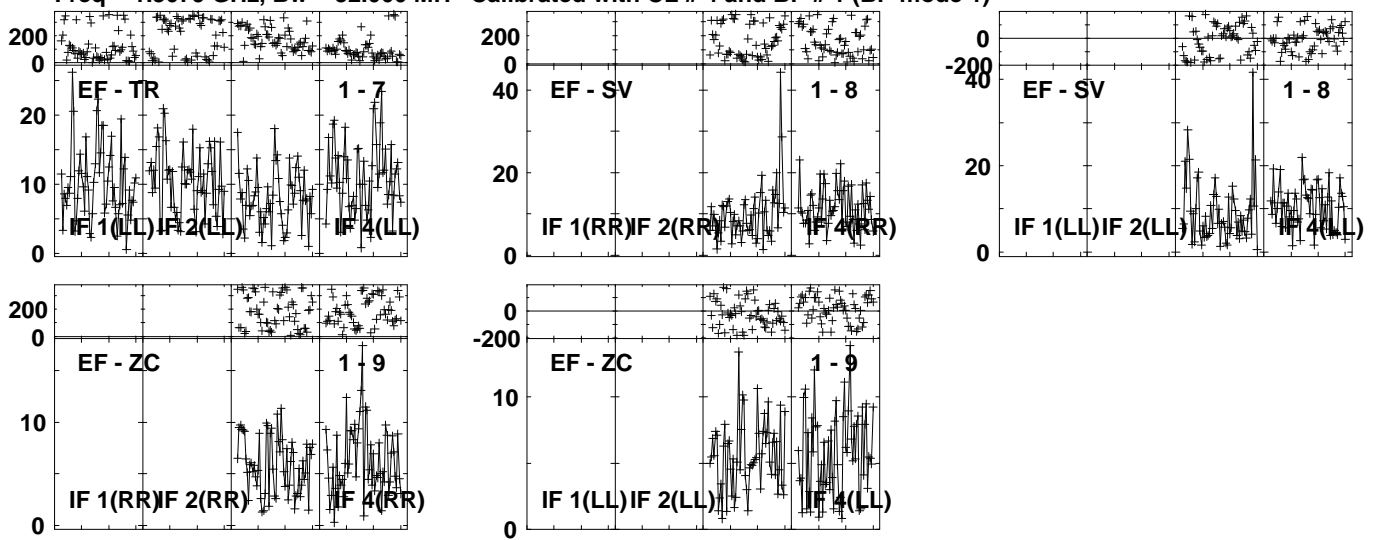 200
0
EF - TR
1 - 7
20
10
0
IF 1(LL)
IF 2(LL)
IF 4(LL)
200
0
EF - SV
1 - 8
40
20
0
IF 1(RR)
IF 2(RR)
IF 4(RR)
0
-200
EF - SV
1 - 8
40
20
0
IF 1(LL)
IF 2(LL)
IF 4(LL)
200
0
EF - ZC
1 - 9
10
0
IF 1(RR)
IF 2(RR)
IF 4(RR)
0
-200
EF - ZC
1 - 9
10
0
IF 1(LL)
IF 2(LL)
IF 4(LL)